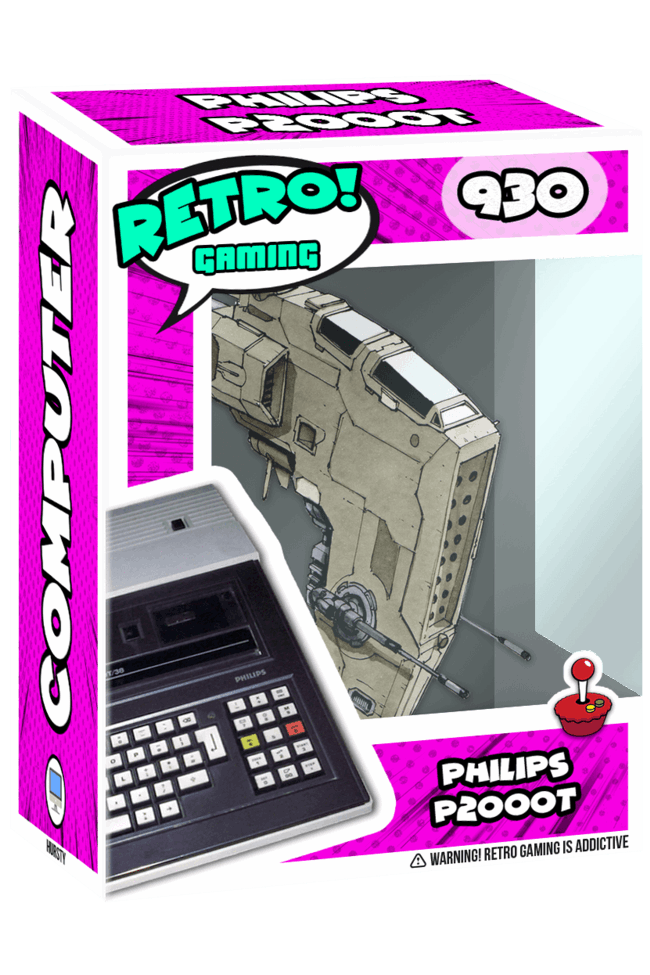 PHILIPS
P2000T
RETRO!
GAMING
930
COMPUTER
PHILIPS
PHILIPS
P2000T
WARNING! RETRO GAMING IS ADDICTIVE
HURSTY